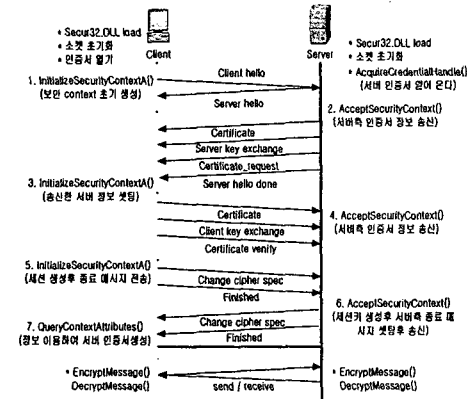 * Secur32.DLL load
* 소켓 초기화
* 인증서 열기
Client
Server
* Secur32.DLL load
* 소켓 초기화
* AcquireCredentialHandle()
(서버 인증서 얻어 온다)
Client hello
1. InitializeSecurityContextA()
(보안 context 초기 생성)
Server hello
2. AcceptSecurityContext()
(서버측 인증서 정보 송신)
Certificate
Server key exchange
Certificate_request
Server hello done
3. InitializeSecurityContextA()
(송신한 서버 정보 셋팅)
Certificate
Client key exchange
Certificate verify
4. AcceptSecurityContext()
(서버측 인증서 정보 송신)
5. InitializeSecurityContextA()
(세션 생성후 종료 메시지 전송)
Change cipher spec
Finished
6. AcceptSecurityContext()
(세션키 생성후 서버측 종료 메
시자 셋팅후 송신)
7. QueryContextAttributes()
(정보 이용하여 서버 인증서생성)
Change cipher spec
Finished
* EncryptMessage()
DecryptMessage()
send / receive
* EncryptMessage()
DecryptMessage()